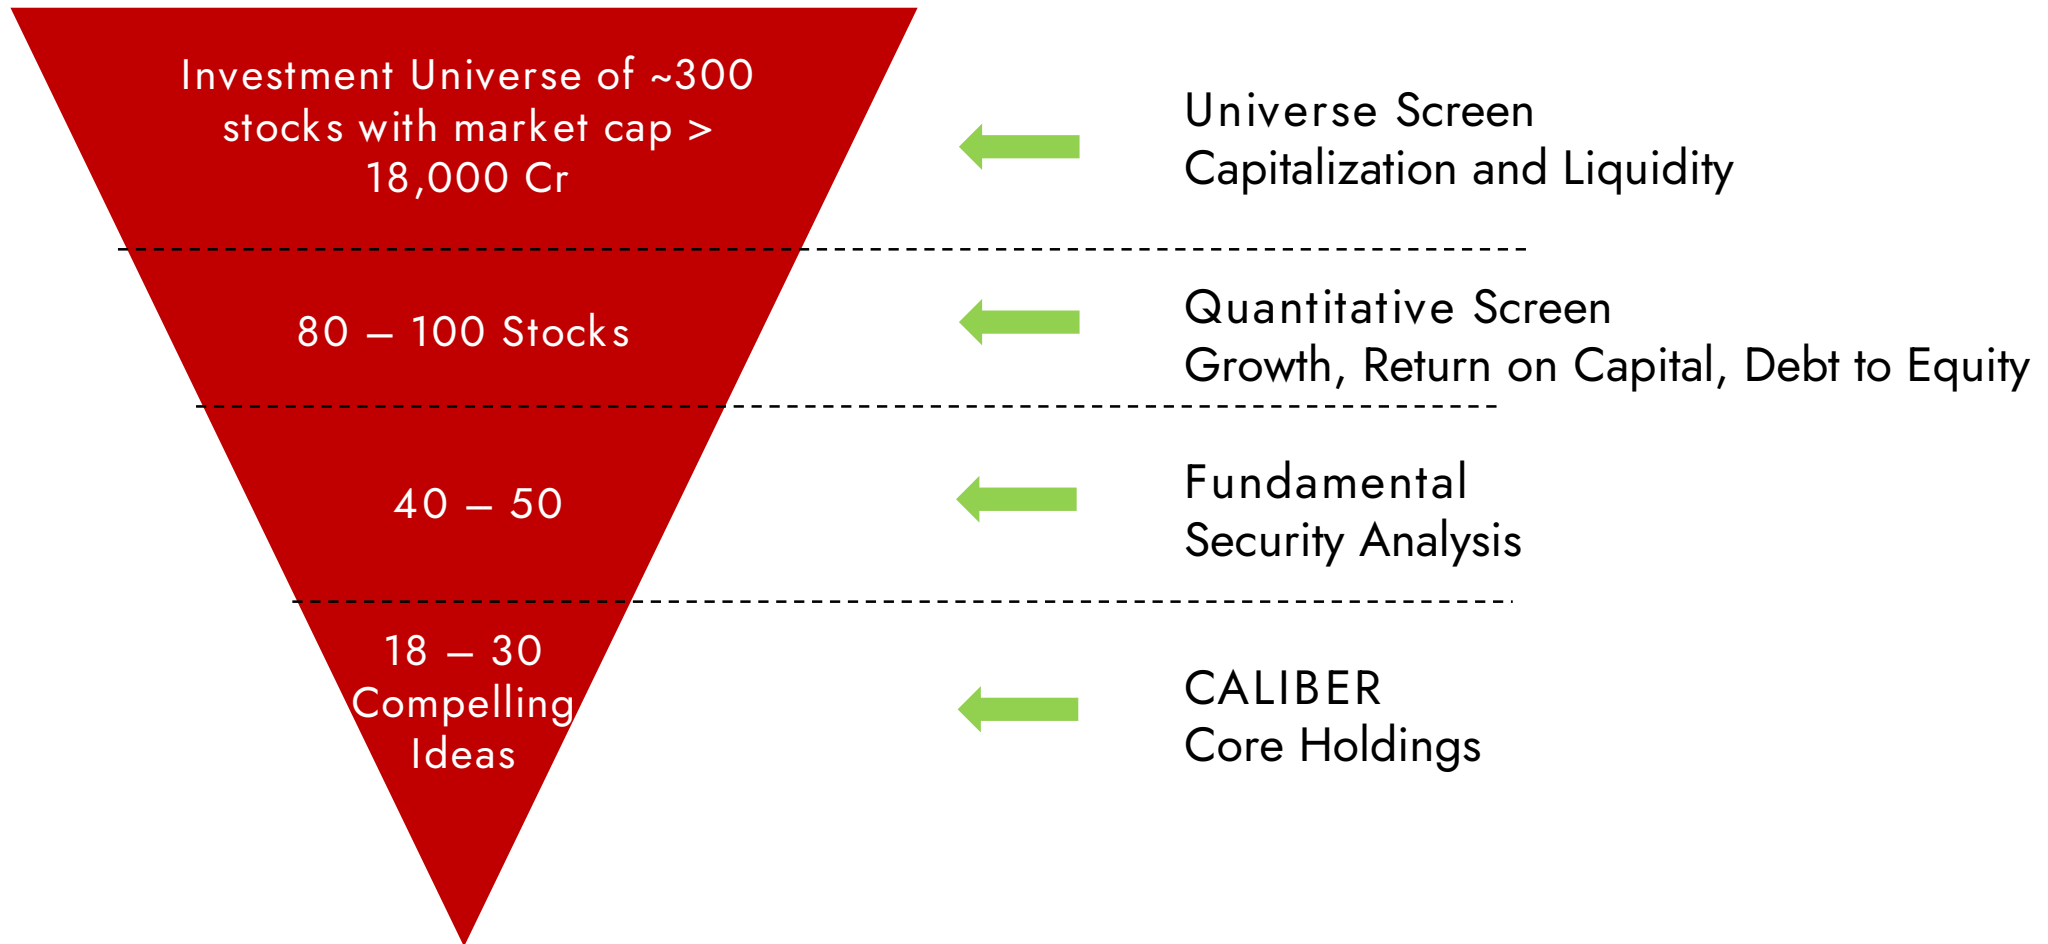 Investment Universe of ~300
stocks with market cap >
18,000 Cr
Universe Screen
Capitalization and Liquidity
80 – 100 Stocks
Quantitative Screen
Growth, Return on Capital, Debt to Equity
40 – 50
Fundamental
Security Analysis
18 – 30
Compelling
Ideas
CALIBER
Core Holdings